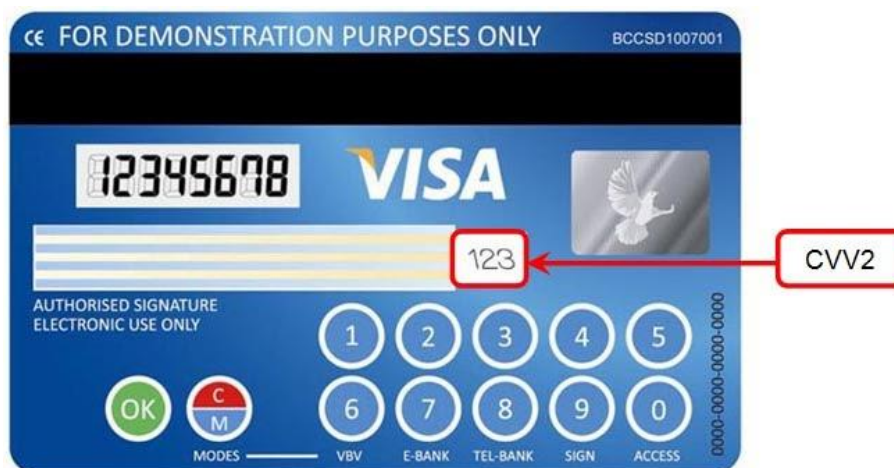 CE FOR DEMONSTRATION PURPOSES ONLY BCCSD1007001
12345678 VISA
123 CVV2
AUTHORISED SIGNATURE
ELECTRONIC USE ONLY
1 2 3 4 5
OK C M 6 7 8 9 0
MODES VBV E-BANK TEL-BANK SIGN ACCESS
0000-0000-0000-0000